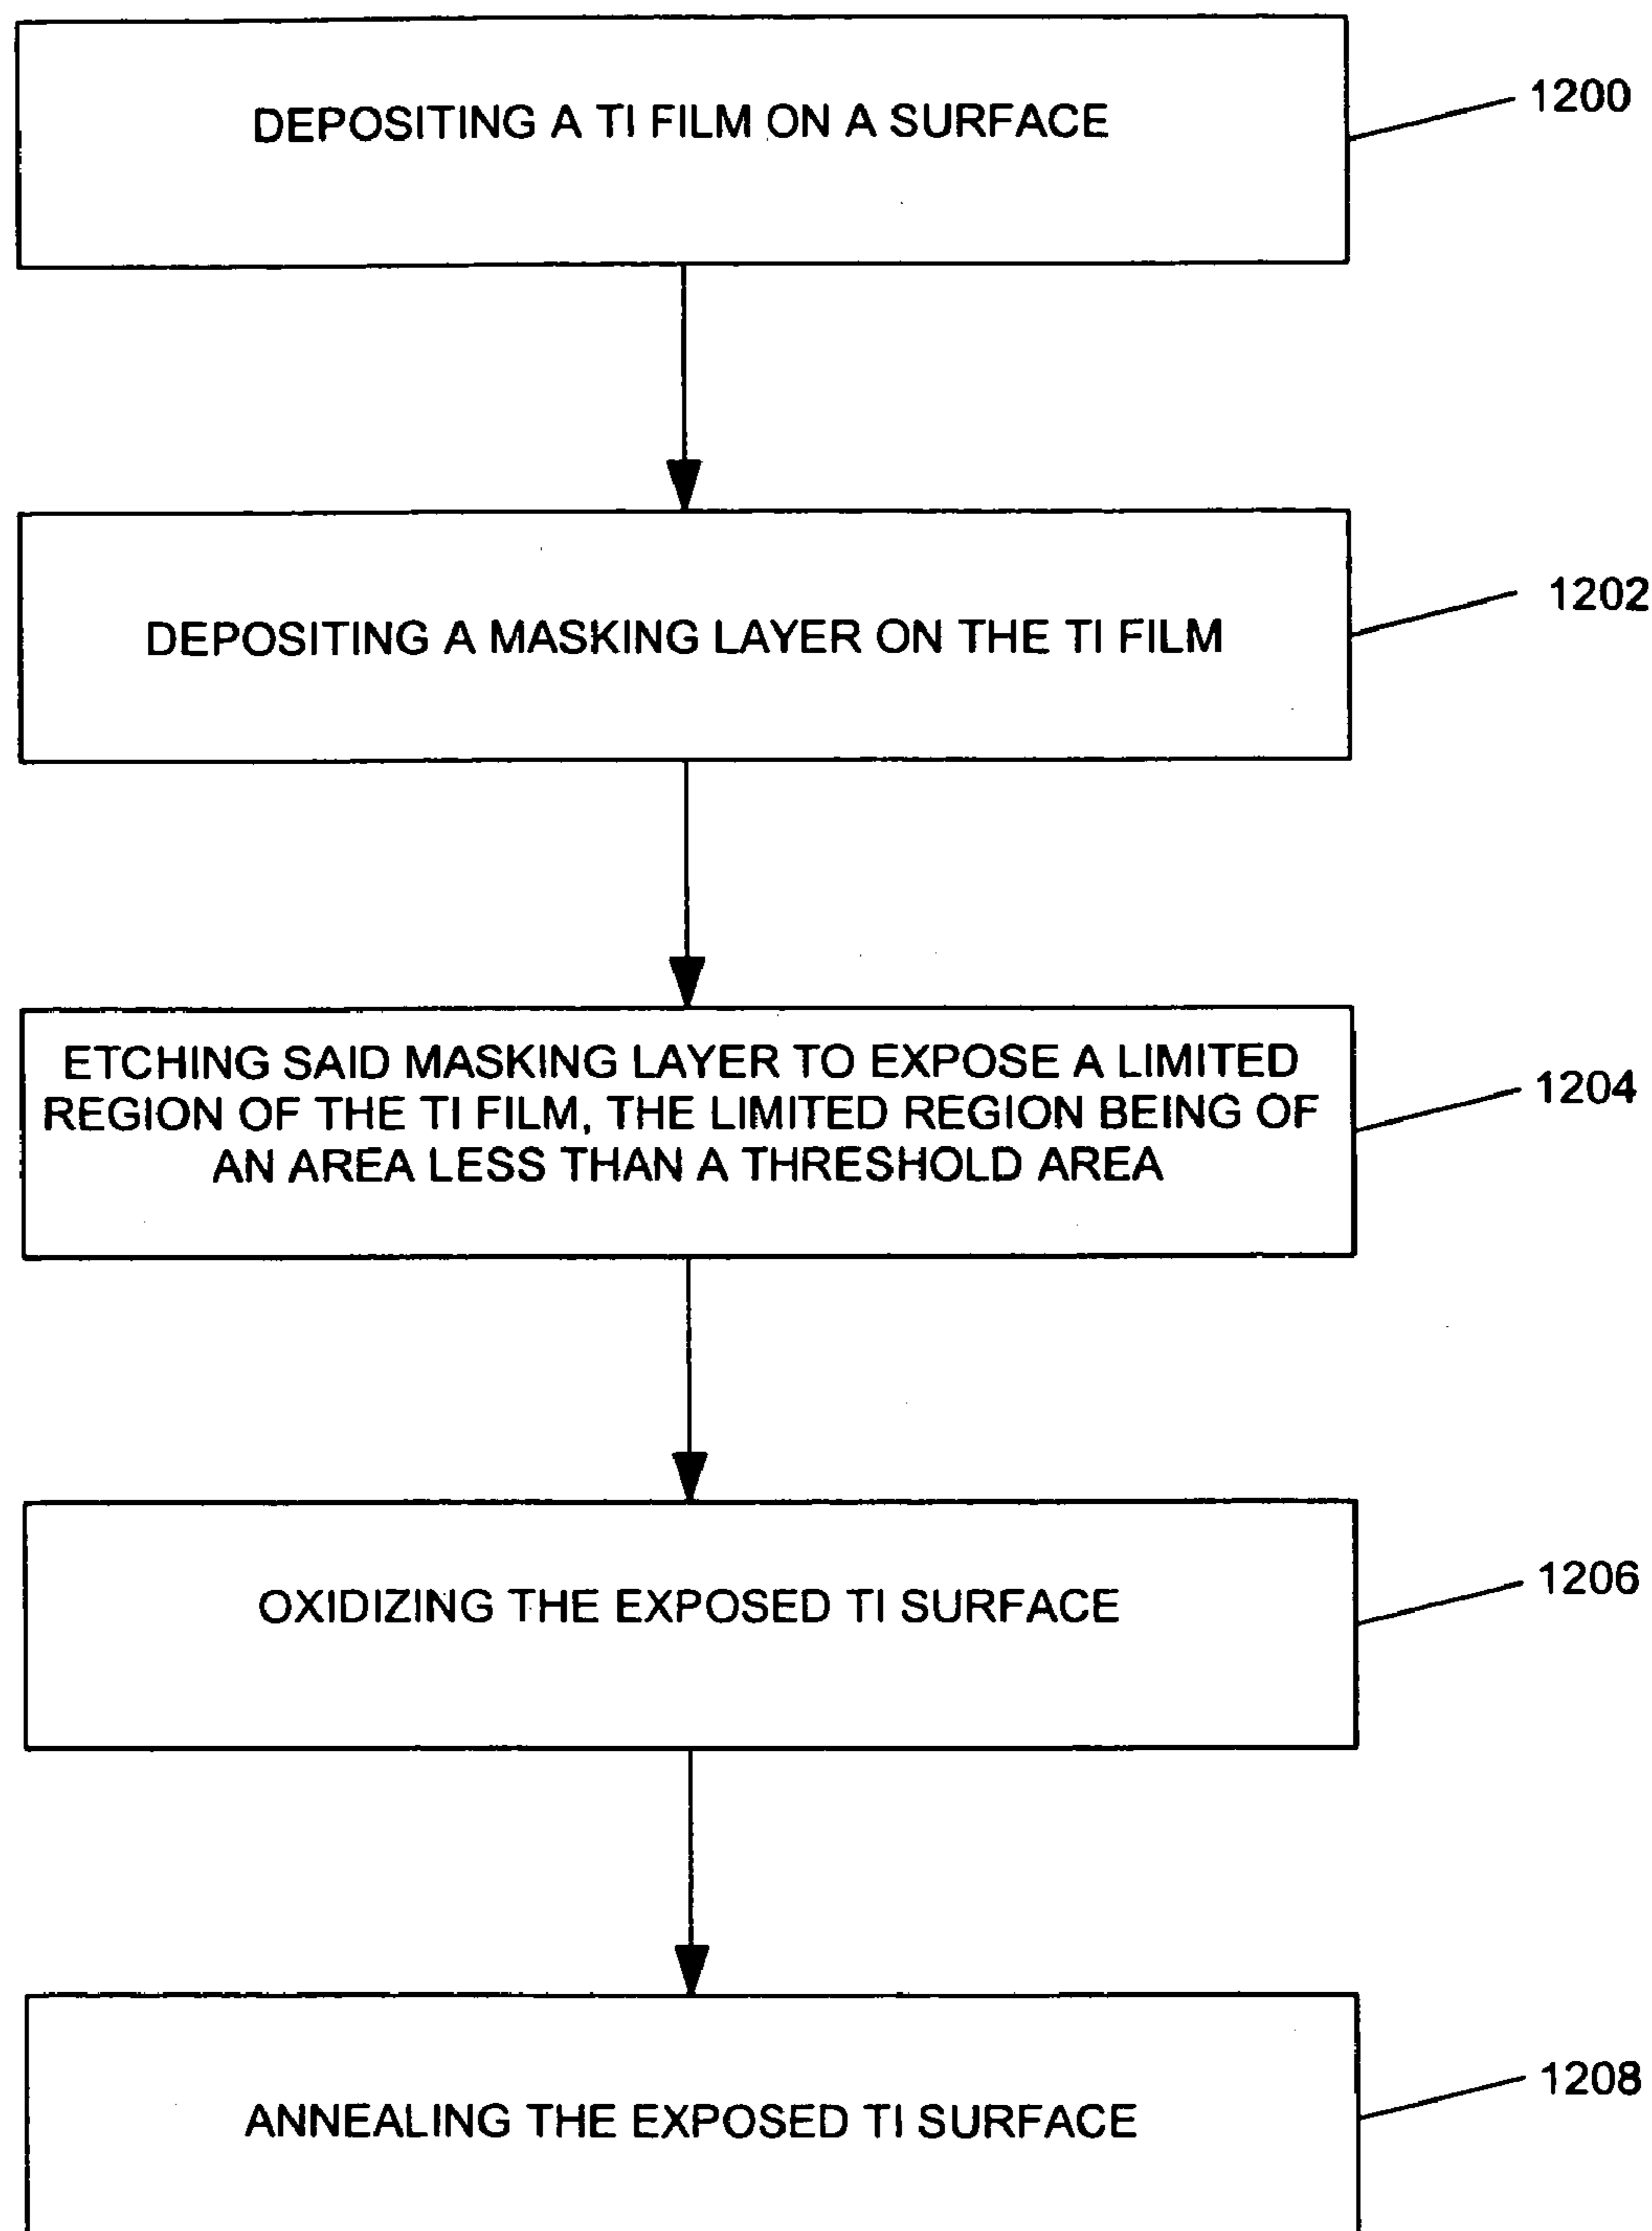 DEPOSITING A TI FILM ON A SURFACE
1200
DEPOSITING A MASKING LAYER ON THE TI FILM
1202
ETCHING SAID MASKING LAYER TO EXPOSE A LIMITED
REGION OF THE TI FILM, THE LIMITED REGION BEING OF
AN AREA LESS THAN A THRESHOLD AREA
1204
OXIDIZING THE EXPOSED TI SURFACE
1206
ANNEALING THE EXPOSED TI SURFACE
1208